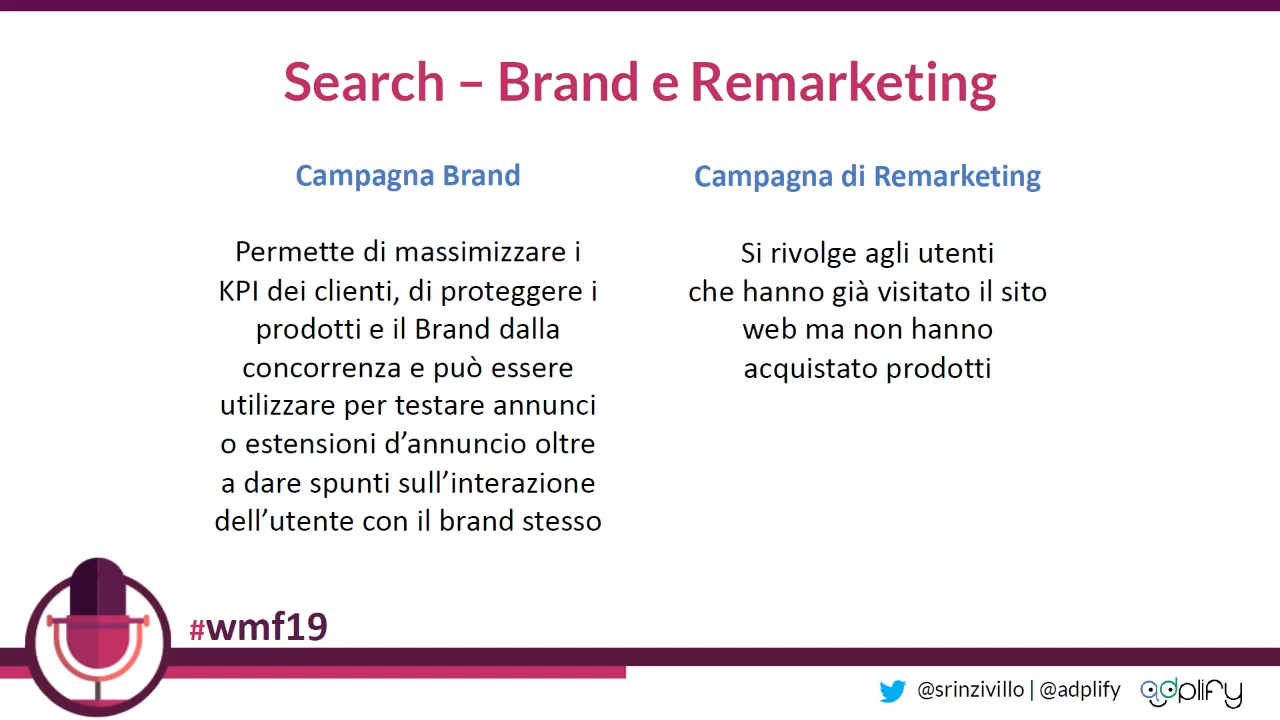 Search – Brand e Remarketing
Campagna Brand
Permette di massimizzare i
KPI dei clienti, di proteggere i
prodotti e il Brand dalla
concorrenza e può essere
utilizzare per testare annunci
o estensioni d’annuncio oltre
a dare spunti sull’interazione
dell’utente con il brand stesso
Campagna di Remarketing
Si rivolge agli utenti
che hanno già visitato il sito
web ma non hanno
acquistato prodotti
#wmf19
@srinzivillo | @adplify
adplify